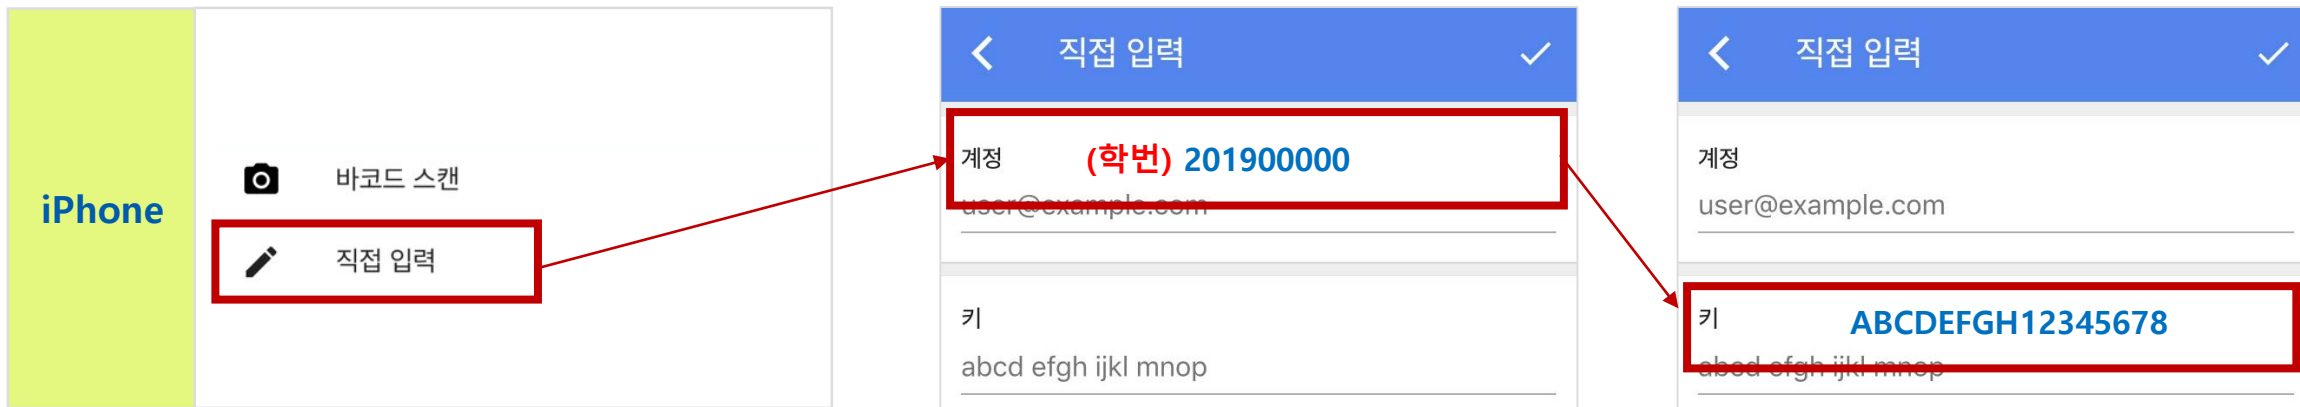 iPhone
바코드 스캔
직접 입력
직접 입력
계정 (학번) 201900000
user@example.com
키
abcd efgh ijkl mnop
직접 입력
계정
user@example.com
키 ABCDEFGH12345678
abcd efgh ijkl mnop